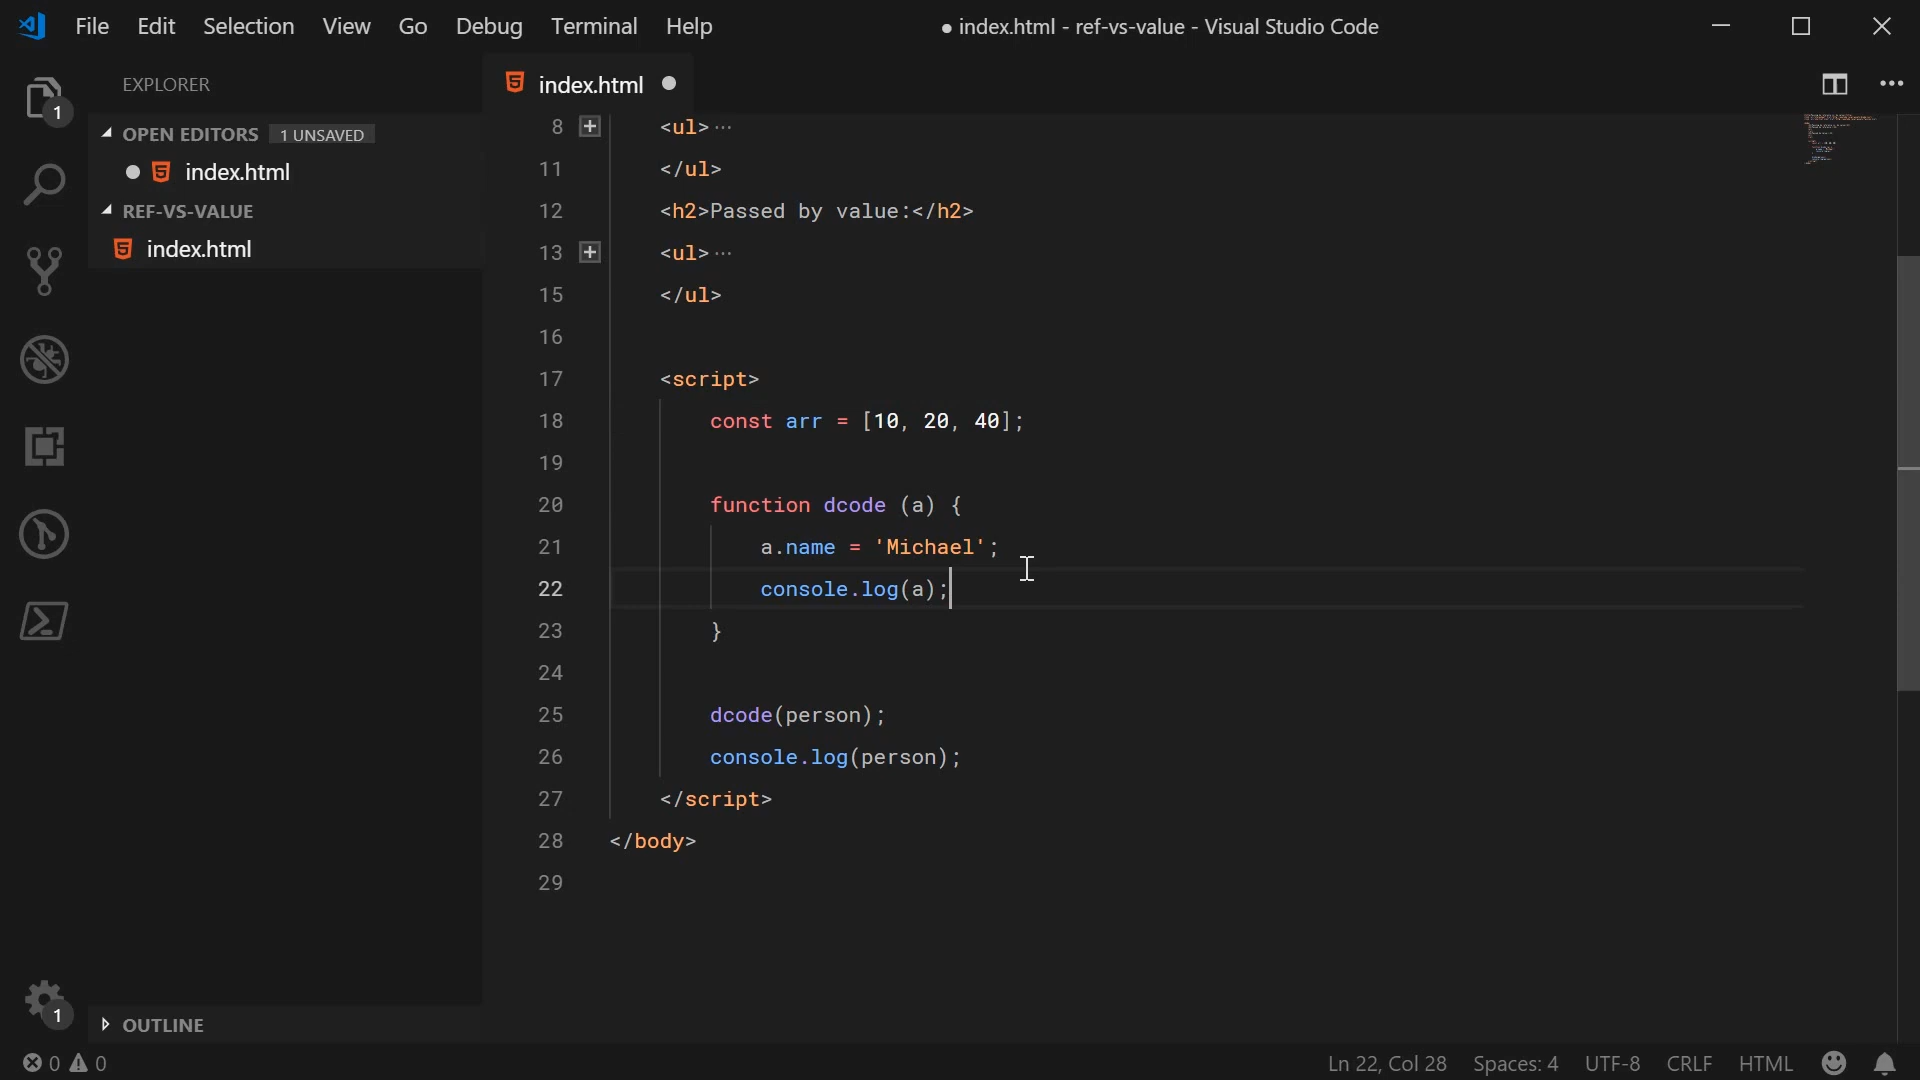 File Edit Selection View Go Debug Terminal Help
● index.html - ref-vs-value - Visual Studio Code
EXPLORER
OPEN EDITORS 1 UNSAVED
index.html
REF-VS-VALUE
index.html
OUTLINE
1
1
index.html
8 <ul>···
11 </ul>
12 <h2>Passed by value:</h2>
13 <ul>···
15 </ul>
16
17 <script>
18 const arr = [10, 20, 40];
19
20 function dcode (a) {
21 a.name = 'Michael';
22 console.log(a);
23 }
24
25 dcode(person);
26 console.log(person);
27 </script>
28 </body>
29
0 0
Ln 22, Col 28 Spaces: 4 UTF-8 CRLF HTML